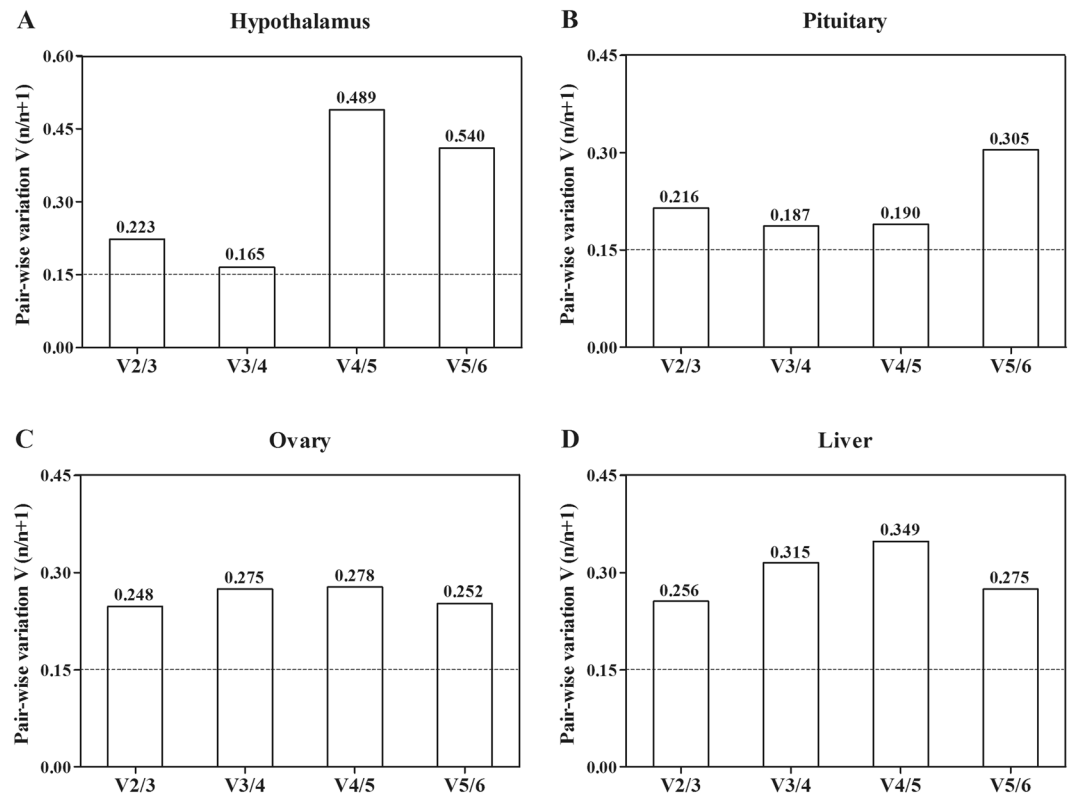 A
Hypothalamus
Pair-wise variation V (n/n+1)
0.60
0.45
0.30
0.15
0.00
0.223
0.165
0.489
0.540
V2/3
V3/4
V4/5
V5/6
B
Pituitary
Pair-wise variation V (n/n+1)
0.45
0.30
0.15
0.00
0.216
0.187
0.190
0.305
V2/3
V3/4
V4/5
V5/6
C
Ovary
Pair-wise variation V (n/n+1)
0.45
0.30
0.15
0.00
0.248
0.275
0.278
0.252
V2/3
V3/4
V4/5
V5/6
D
Liver
Pair-wise variation V (n/n+1)
0.45
0.30
0.15
0.00
0.256
0.315
0.349
0.275
V2/3
V3/4
V4/5
V5/6